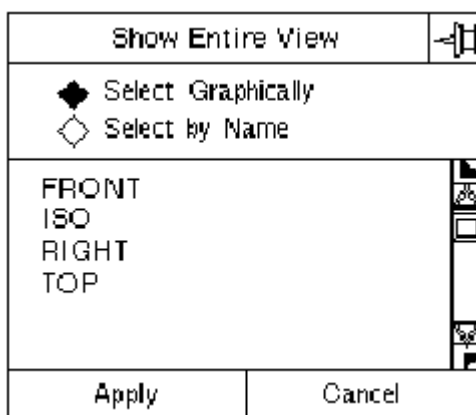 Show Entire View
Select Graphically
Select by Name
FRONT
ISO
RIGHT
TOP
Apply
Cancel